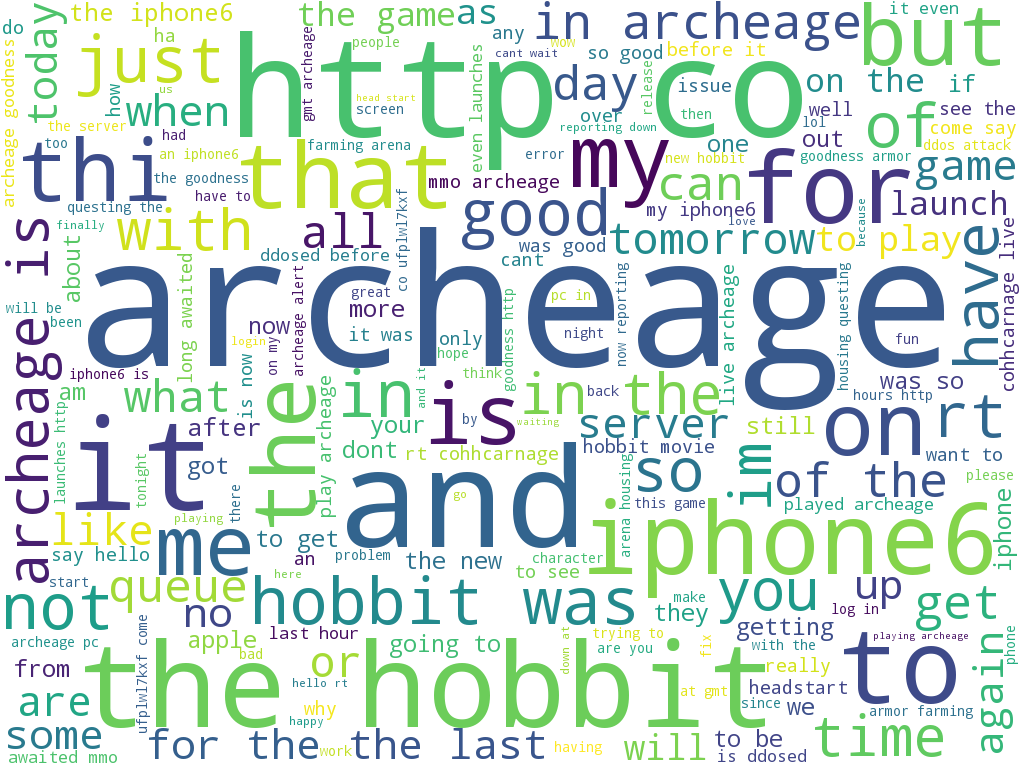 the iphone6
the game
as
in archeage
any
it even
but
do
ha
people
cant wait
wow
so good
before it
just
http co
day
on the
if
today
us
how
when
gmt archeage
head start
screen
even launches
issue
release
well
see the
archeage goodness
the server
over
then
lol
of
come say
reporting down
too
had
farming arena
error
my
one
out
ddos attack
thi
that
an iphone6
new hobbit
goodness armor
game
the goodness
have to
mmo archeage
can
for
questing the
co ufplwl7kxf
good
my iphone6
launch
because
love
finally
with
all
was good
tomorrow
to play
archeage is
about
ddosed before
cant
have
cohhcarnage live
long awaited
archeage
great
pc in
now reporting
live archeage
housing questing
will be
been
more
now
login
on my
archeage alert
it was
only
night
fun
hope
goodness http
iphone6 is
is now
think
back
was so
am
what
the
in
and it
is
in the
hours http
on
rt
launches http
it
after
your
by
waiting
server
still
play archeage
dont
rt cohhcarnage
hobbit movie
want to
got
and
so
im
of the
tonight
there
go
this game
played archeage
please
like
playing
arena housing
iphone6
iphone
say hello
me
to get
problem
the new
character
an
to see
start
here
queue
hobbit was
make
you
up
get
not
no
they
log in
archeage pc
apple
last hour
going to
trying to
getting
playing archeage
bad
down at
are you
fix
with the
again
phone
from
or
the hobbit
really
to
ufplwl7kxf come
hello rt
at gmt
headstart
are
why
since
we
armor farming
happy
some
for the
the last
to be
time
work
having
will
awaited mmo
is ddosed